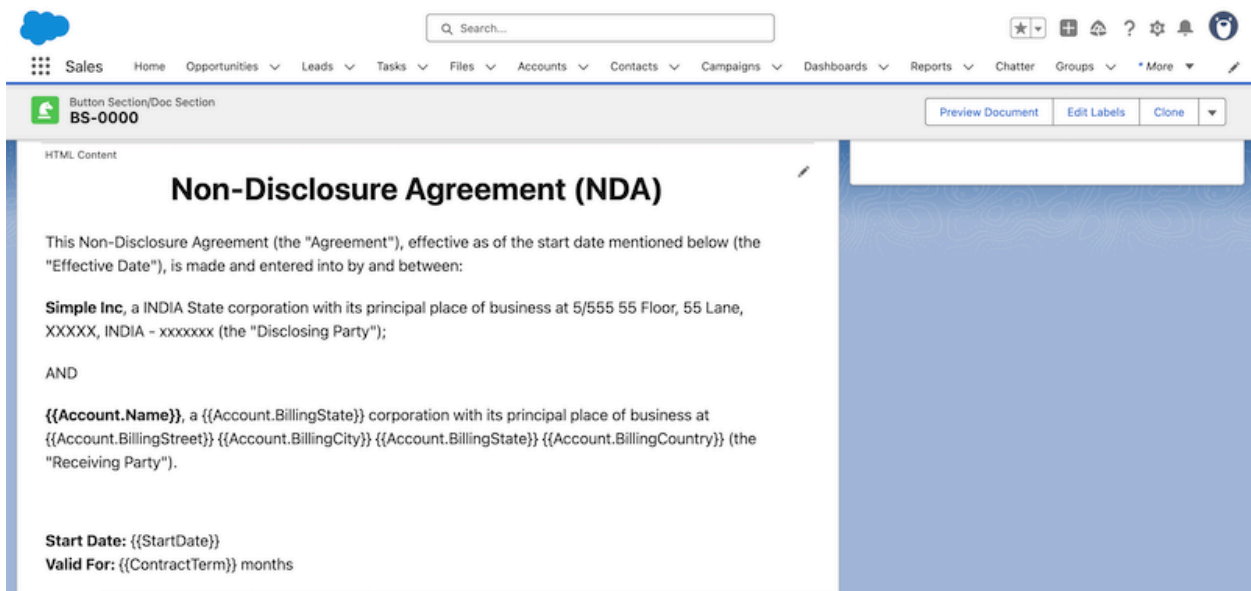 Search...
Sales Home Opportunities Leads Tasks Files Accounts Contacts Campaigns Dashboards Reports Chatter Groups * More
Button Section/Doc Section
BS-0000
Preview Document Edit Labels Clone
HTML Content
Non-Disclosure Agreement (NDA)
This Non-Disclosure Agreement (the "Agreement"), effective as of the start date mentioned below (the
"Effective Date"), is made and entered into by and between:
Simple Inc, a INDIA State corporation with its principal place of business at 5/555 55 Floor, 55 Lane,
XXXXX, INDIA - xxxxxxx (the "Disclosing Party");
AND
{{Account.Name}}, a {{Account.BillingState}} corporation with its principal place of business at
{{Account.BillingStreet}} {{Account.BillingCity}} {{Account.BillingState}} {{Account.BillingCountry}} (the
"Receiving Party").
Start Date: {{StartDate}}
Valid For: {{ContractTerm}} months